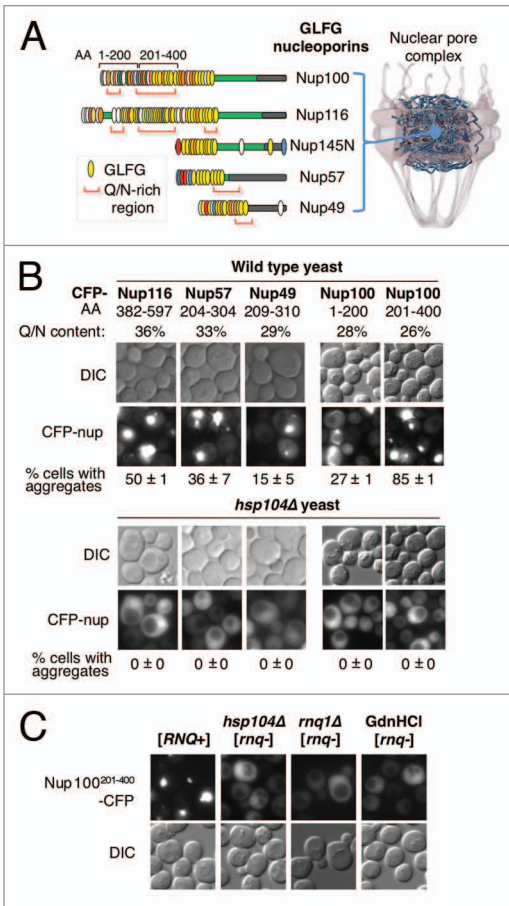 A
AA 1-200 201-400
GLFG
nucleoporins
Nuclear pore
complex
Nup100
Nup116
Nup145N
Nup57
Nup49
GLFG
Q/N-rich
region
B
Wild type yeast
CFP- Nup116 Nup57 Nup49 Nup100 Nup100
AA 382-597 204-304 209-310 1-200 201-400
Q/N content: 36% 33% 29% 28% 26%
DIC
CFP-nup
% cells with
aggregates
50 ± 1 36 ± 7 15 ± 5 27 ± 1 85 ± 1
hsp104Δ yeast
DIC
CFP-nup
% cells with
aggregates
0 ± 0 0 ± 0 0 ± 0 0 ± 0 0 ± 0
C
[RNQ+] hsp104Δ [rnq-] rnq1Δ [rnq-] GdnHCl [rnq-]
Nup100201-400
-CFP
DIC